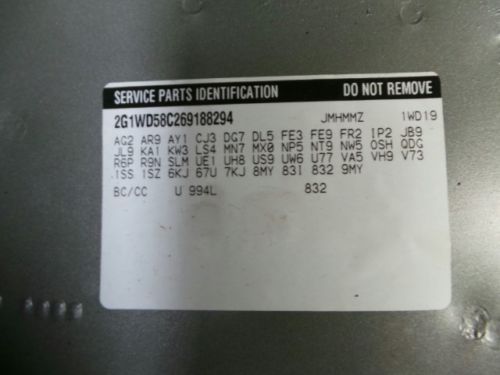 SERVICE PARTS IDENTIFICATION DO NOT REMOVE
2G1WD58C269188294 JMHMMZ 1WD19
AG2 AR9 AY1 CJ3 DG7 DL5 FE3 FE9 FR2 IP2 JB9
JL9 KA1 KW3 LS4 MN7 MX0 NP5 NT9 NW5 OSH QDG
R6P R9N SLM UE1 UH8 US9 UW6 U77 VA5 VH9 V73
1SS 1SZ 6KJ 67U 7KJ 8MY 83I 832 9MY
BC/CC U 994L 832